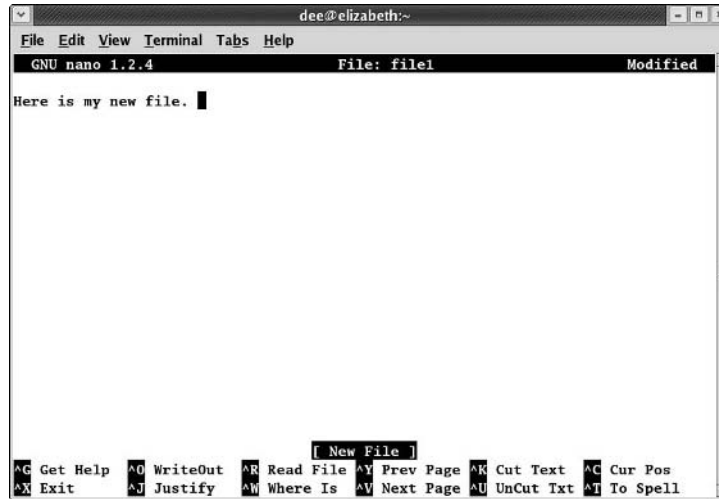 dee@elizabeth:~
File Edit View Terminal Tabs Help
GNU nano 1.2.4 File: file1 Modified
Here is my new file.
[ New File ]
^G Get Help ^O WriteOut ^R Read File ^Y Prev Page ^K Cut Text ^C Cur Pos
^X Exit ^J Justify ^W Where Is ^V Next Page ^U UnCut Txt ^T To Spell